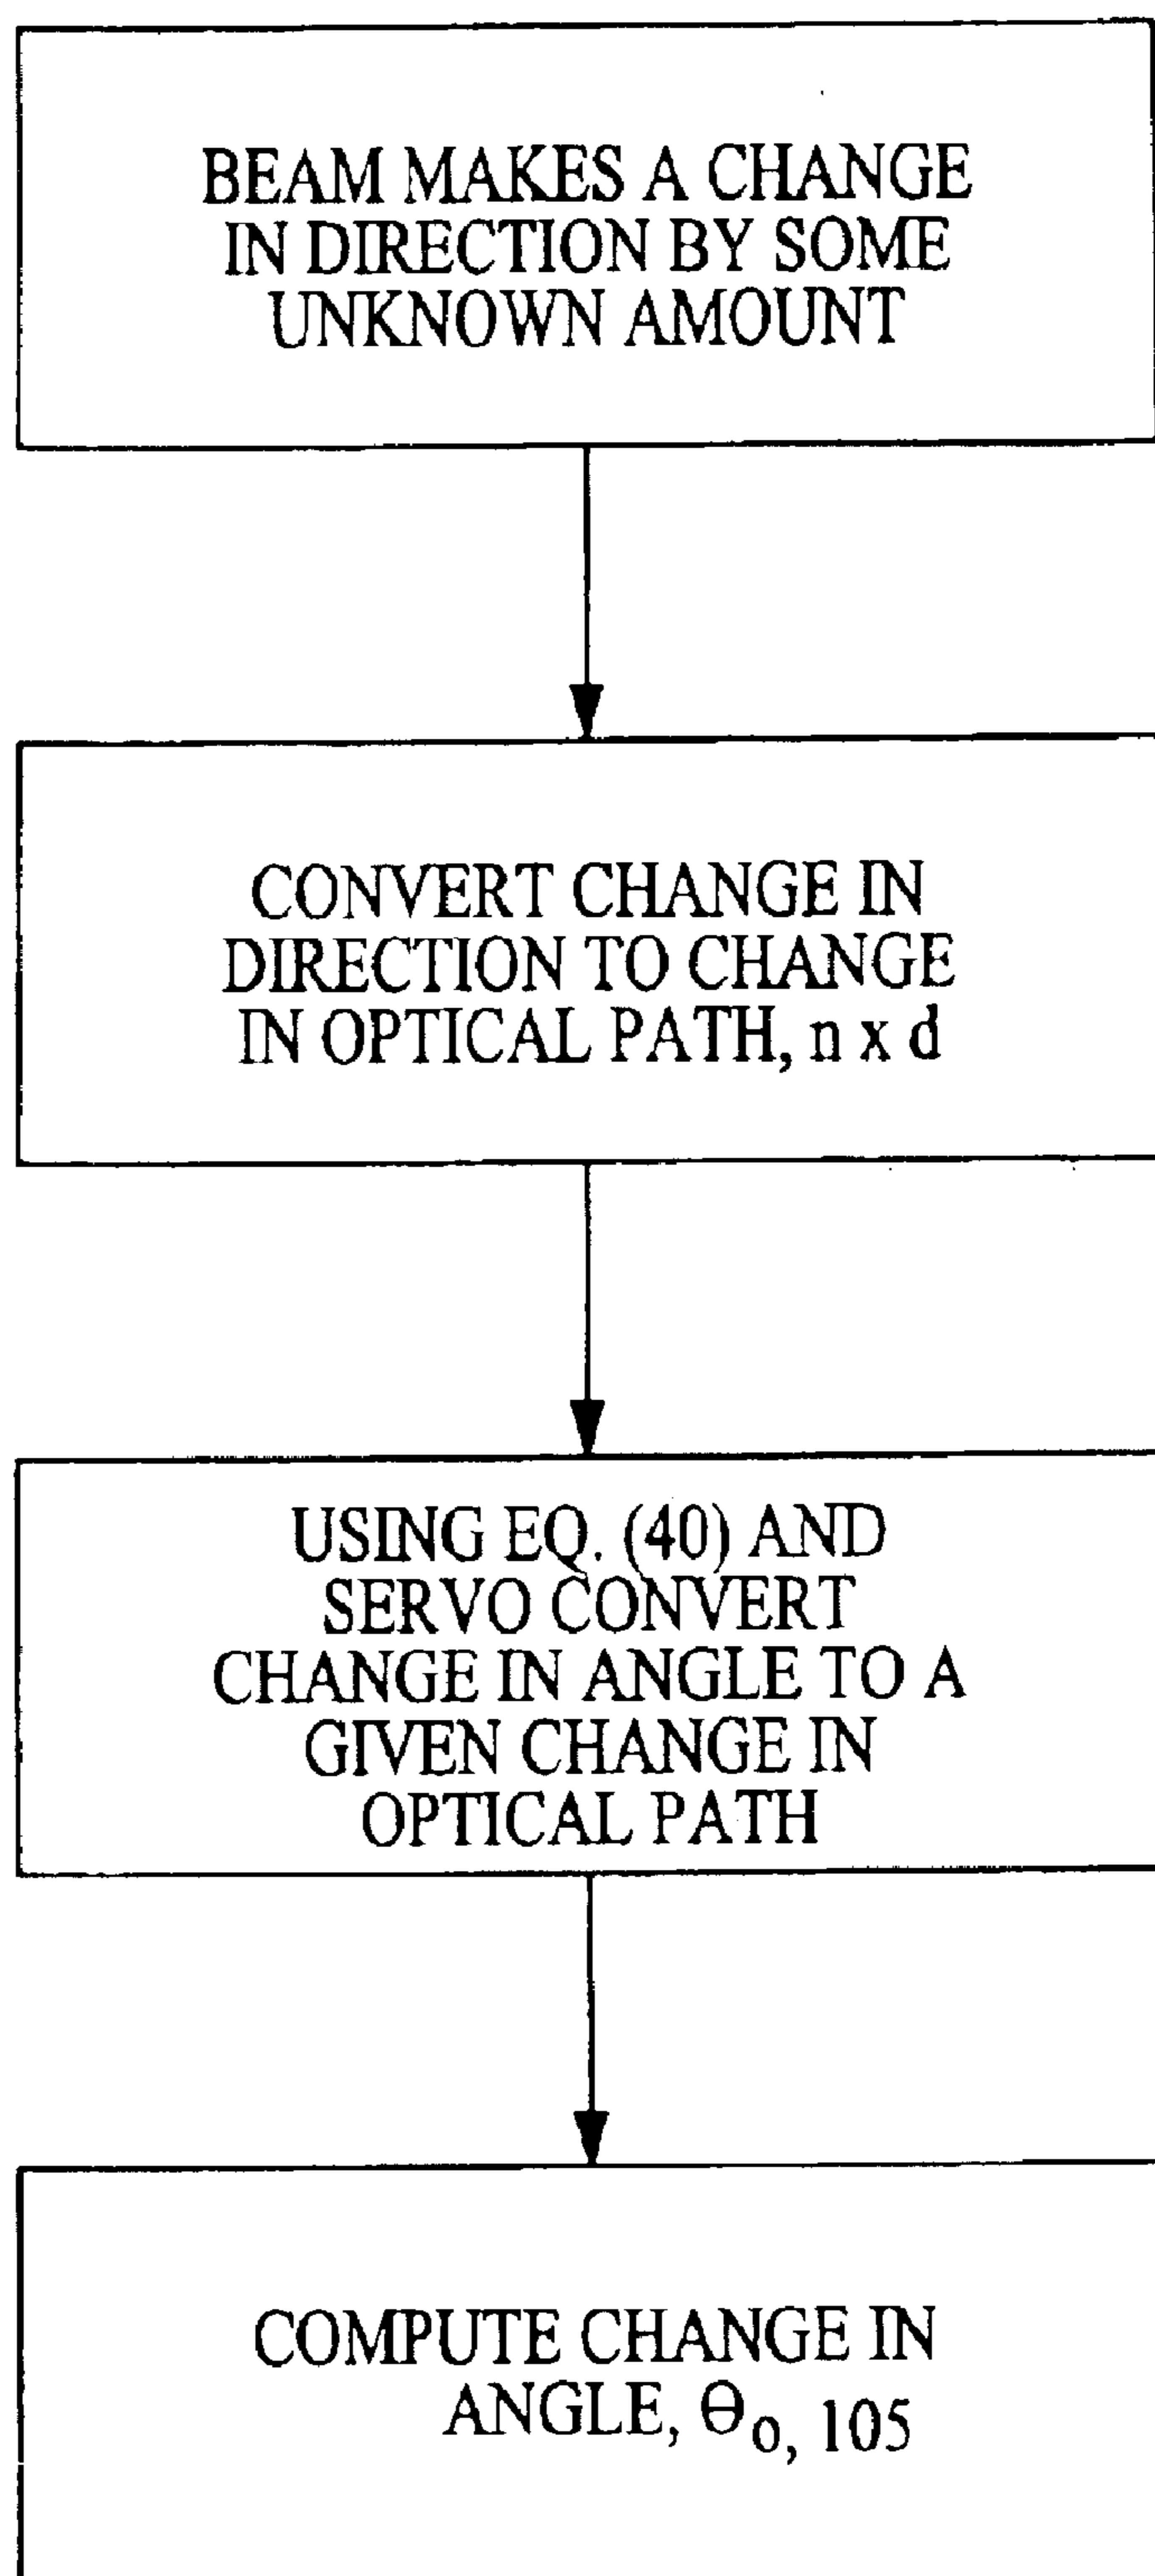 BEAM MAKES A CHANGE
IN DIRECTION BY SOME
UNKNOWN AMOUNT
CONVERT CHANGE IN
DIRECTION TO CHANGE
IN OPTICAL PATH, n x d
USING EQ. (40) AND
SERVO CONVERT
CHANGE IN ANGLE TO A
GIVEN CHANGE IN
OPTICAL PATH
COMPUTE CHANGE IN
ANGLE, Θo, 105